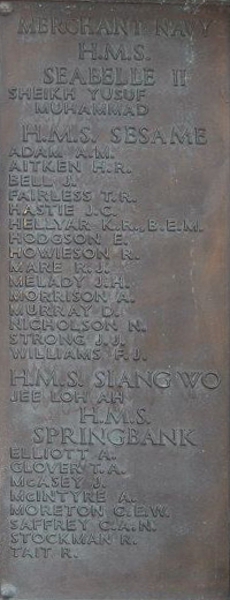 MERCHANT NAVY
H.M.S.
SEABELLE II
SHEIKH YUSUF
MUHAMMAD
H.M.S. SESAME
ADAM A.M.
AITKEN H.R.
BELL J.
FAIRLESS T.R.
HASTIE J.G.
HELLYAR K.R., B.E.M.
HODGSON E.
HOWIESON R.
MARE R.J.
MELADY J.H.
MORRISON A.
MURRAY D.
NICHOLSON N.
STRONG J.J.
WILLIAMS F.J.
H.M.S. SIANG WO
JEE LOH AH
H.M.S.
SPRINGBANK
ELLIOTT A.
GLOVER T.A.
McASEY J.
McINTYRE A.
MORETON G.E.W.
SAFFREY C.A.N.
STOCKMAN R.
TAIT R.